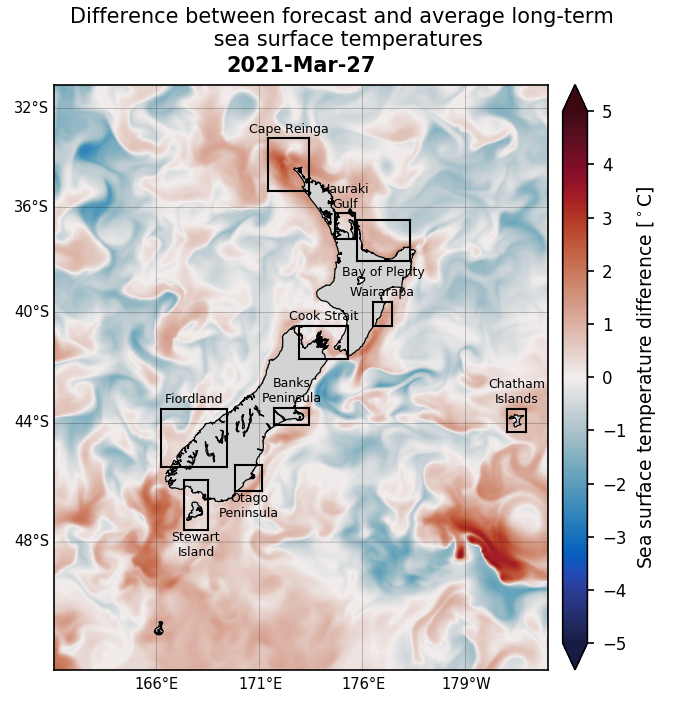 Difference between forecast and average long-term
sea surface temperatures
2021-Mar-27
32°S
36°S
40°S
44°S
48°S
Cape Reinga
Hauraki
Gulf
Bay of Plenty
Wairarapa
Cook Strait
Banks
Peninsula
Chatham
Islands
Fiordland
Otago
Peninsula
Stewart
Island
166°E
171°E
176°E
179°W
5
4
3
2
1
0
−1
−2
−3
−4
−5
Sea surface temperature difference [°C]